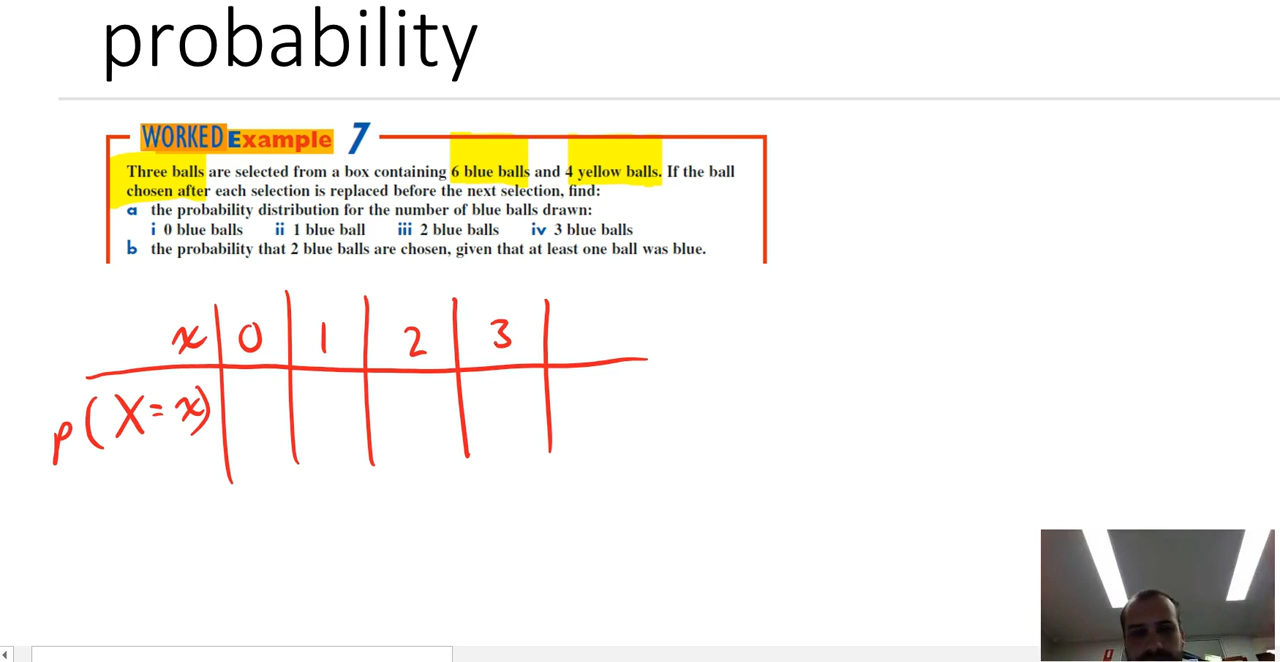 probability
WORKED Example 7
Three balls are selected from a box containing 6 blue balls and 4 yellow balls. If the ball
chosen after each selection is replaced before the next selection, find:
a the probability distribution for the number of blue balls drawn:
i 0 blue balls ii 1 blue ball iii 2 blue balls iv 3 blue balls
b the probability that 2 blue balls are chosen, given that at least one ball was blue.
x 0 1 2 3
p(X=x)